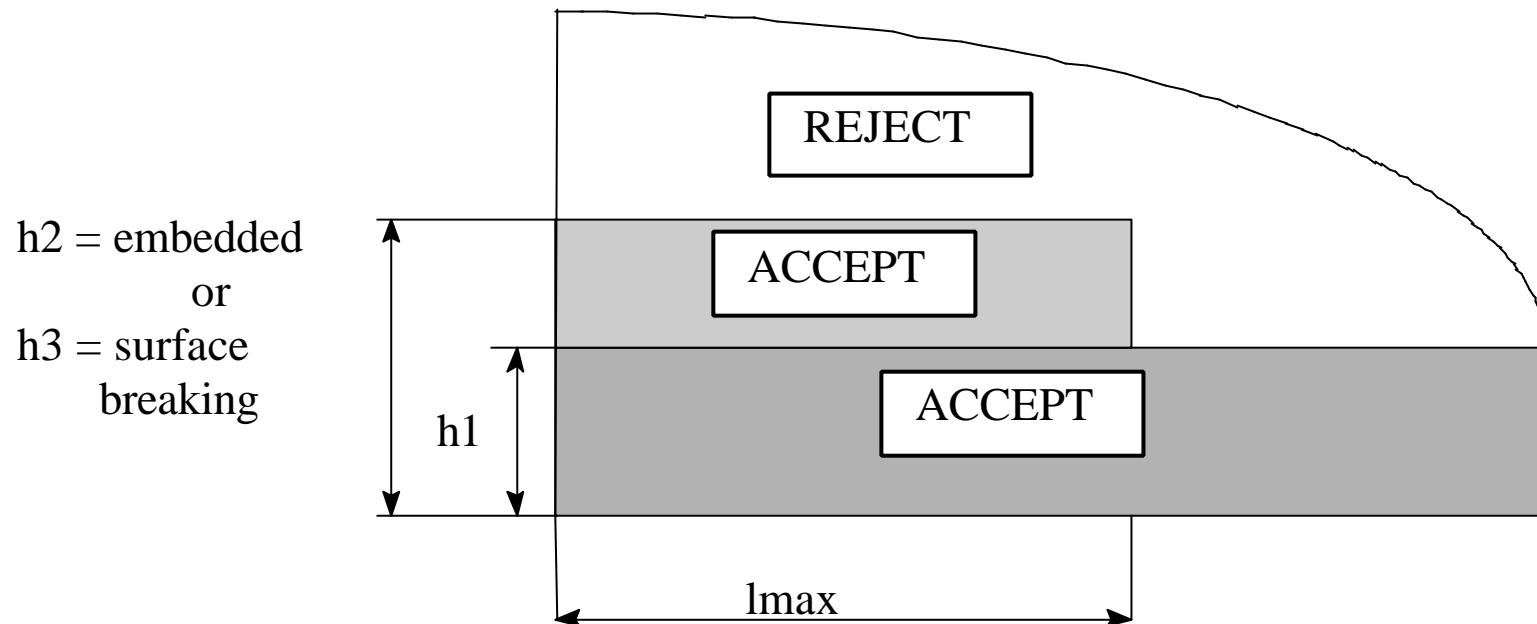 REJECT
h2 = embedded
or
h3 = surface
breaking
ACCEPT
ACCEPT
h1
lmax